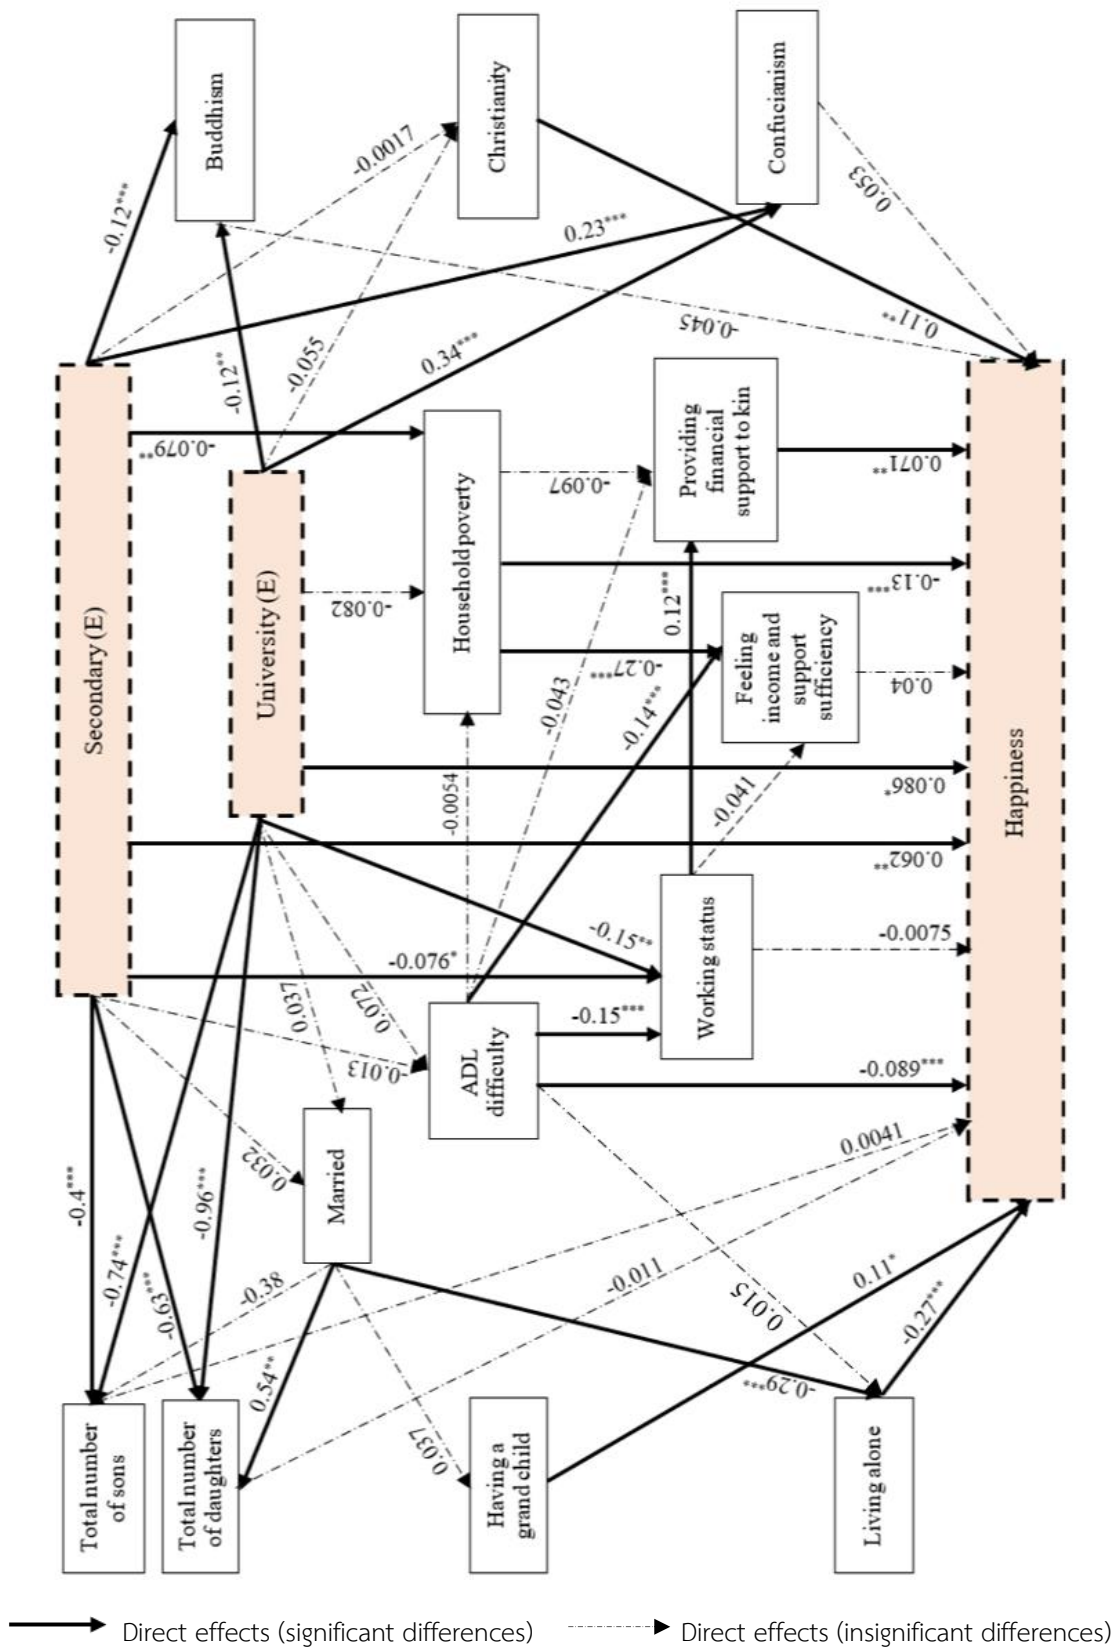 Buddhism
Christianity
Confucianism
-0.12***
-0.0017
0.23***
0.053
-0.12**
-0.055
0.34***
-0.045
0.11**
Secondary (E)
University (E)
-0.079**
-0.082
Household poverty
-0.097
Providing
financial
support to kin
0.071**
-0.13***
0.12***
-0.27***
Feeling
income and
support
sufficiency
0.04
-0.043
-0.14***
-0.0054
-0.041
0.086*
0.062**
Happiness
-0.15**
-0.076*
Working status
-0.0075
0.037
0.072
-0.013
ADL
difficulty
-0.15***
-0.089***
0.032
Married
-0.4***
-0.74***
-0.63***
-0.96***
-0.38
0.54**
0.037
0.0041
-0.011
0.015
-0.29***
0.11*
-0.27***
Total number
of sons
Total number
of daughters
Having a
grand child
Living alone
Direct effects (significant differences)
Direct effects (insignificant differences)